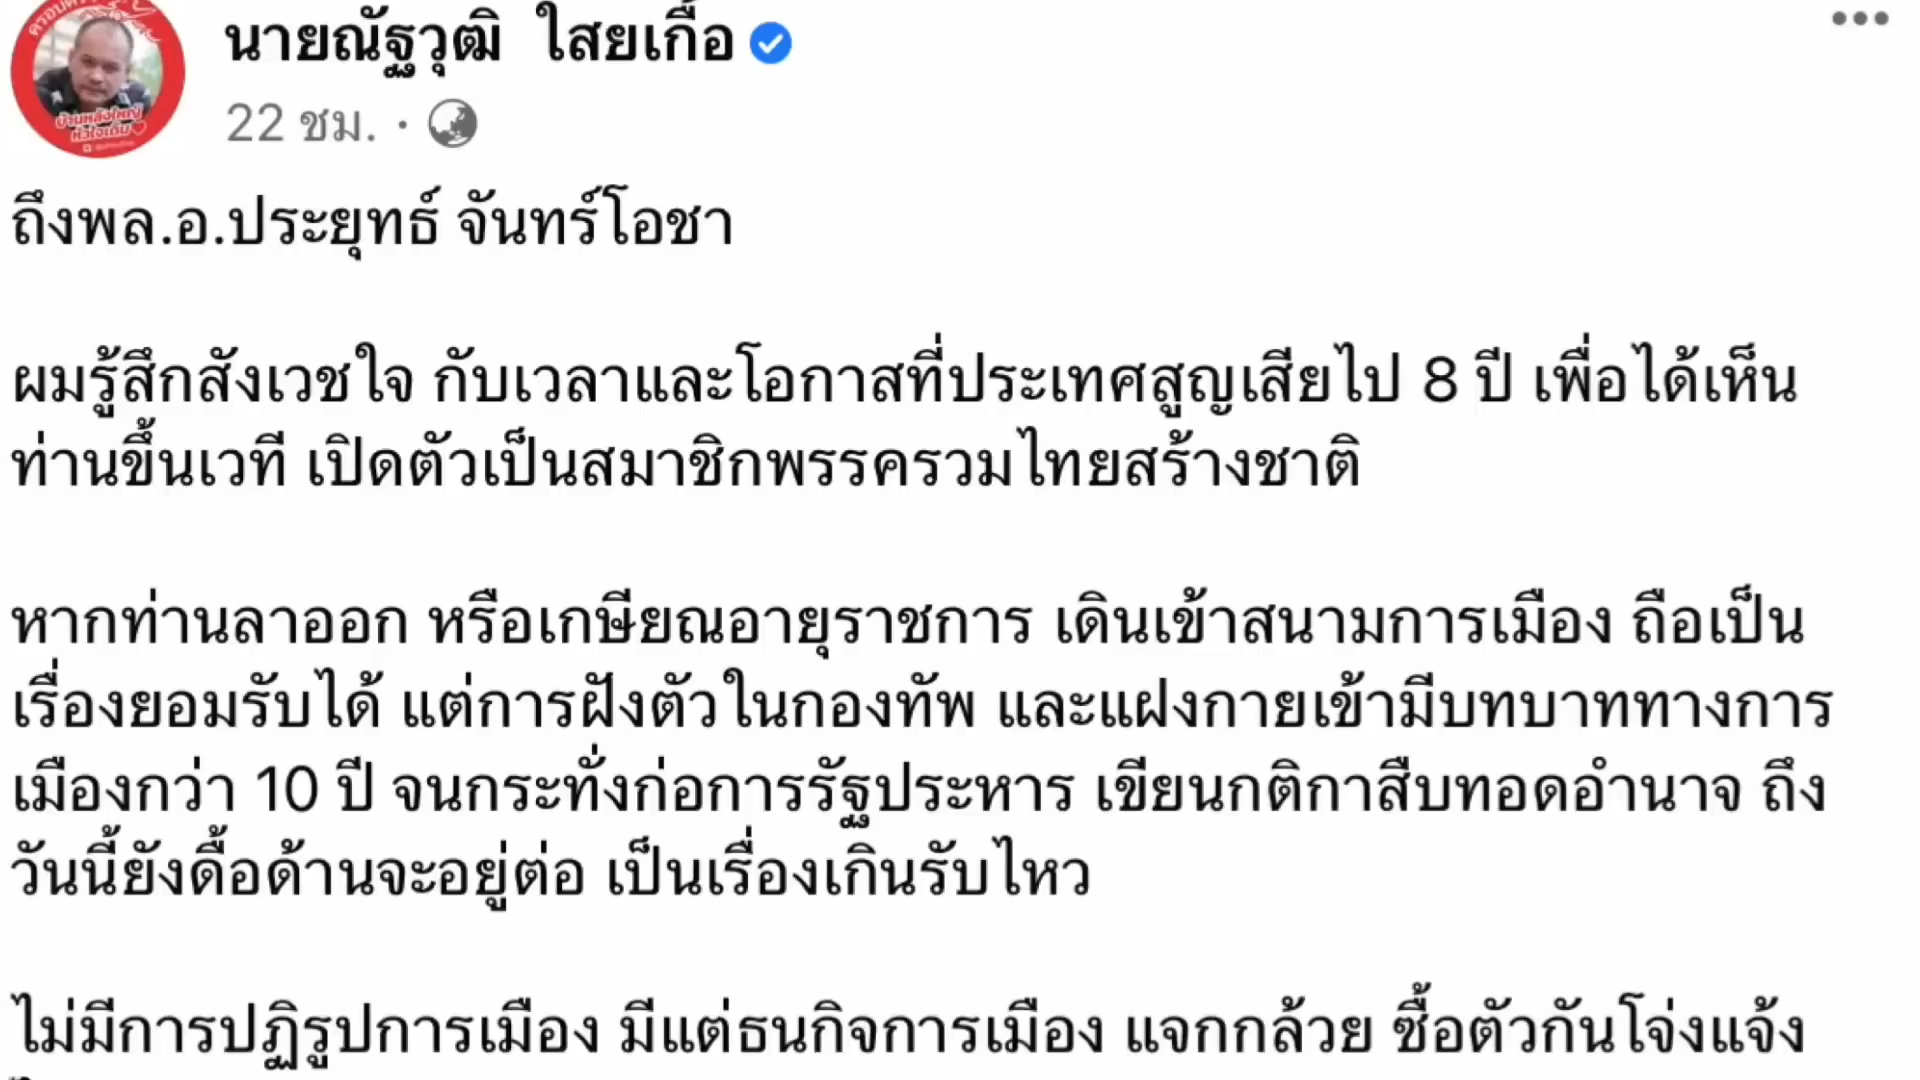 นายณัฐวุฒิ ใสยเกื้อ
22 ชม.
ถึงพล.อ.ประยุทธ์ จันทร์โอชา
ผมรู้สึกสังเวชใจ กับเวลาและโอกาสที่ประเทศสูญเสียไป 8 ปี เพื่อได้เห็น
ท่านขึ้นเวที เปิดตัวเป็นสมาชิกพรรครวมไทยสร้างชาติ
หากท่านลาออก หรือเกษียณอายุราชการ เดินเข้าสนามการเมือง ถือเป็น
เรื่องยอมรับได้ แต่การฝังตัวในกองทัพ และแฝงกายเข้ามีบทบาททางการ
เมืองกว่า 10 ปี จนกระทั่งก่อการรัฐประหาร เขียนกติกาสืบทอดอำนาจ ถึง
วันนี้ยังดื้อด้านจะอยู่ต่อ เป็นเรื่องเกินรับไหว
ไม่มีการปฏิรูปการเมือง มีแต่ธนกิจการเมือง แจกกล้วย ซื้อตัวกันโจ่งแจ้ง